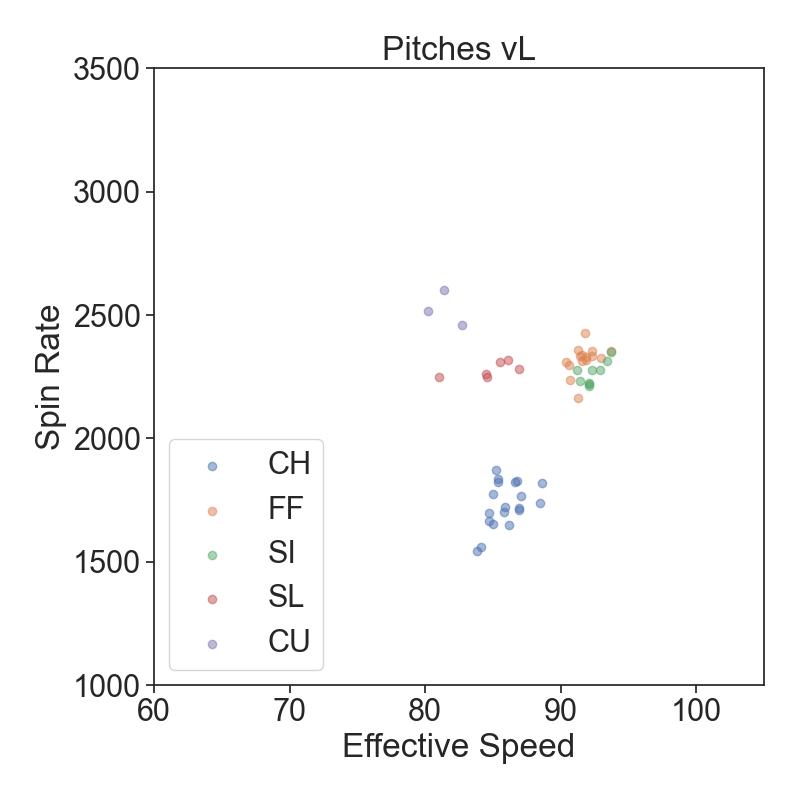 Pitches vL
3500
3000
2500
2000
1500
1000
Spin Rate
CH
FF
SI
SL
CU
60 70 80 90 100
Effective Speed